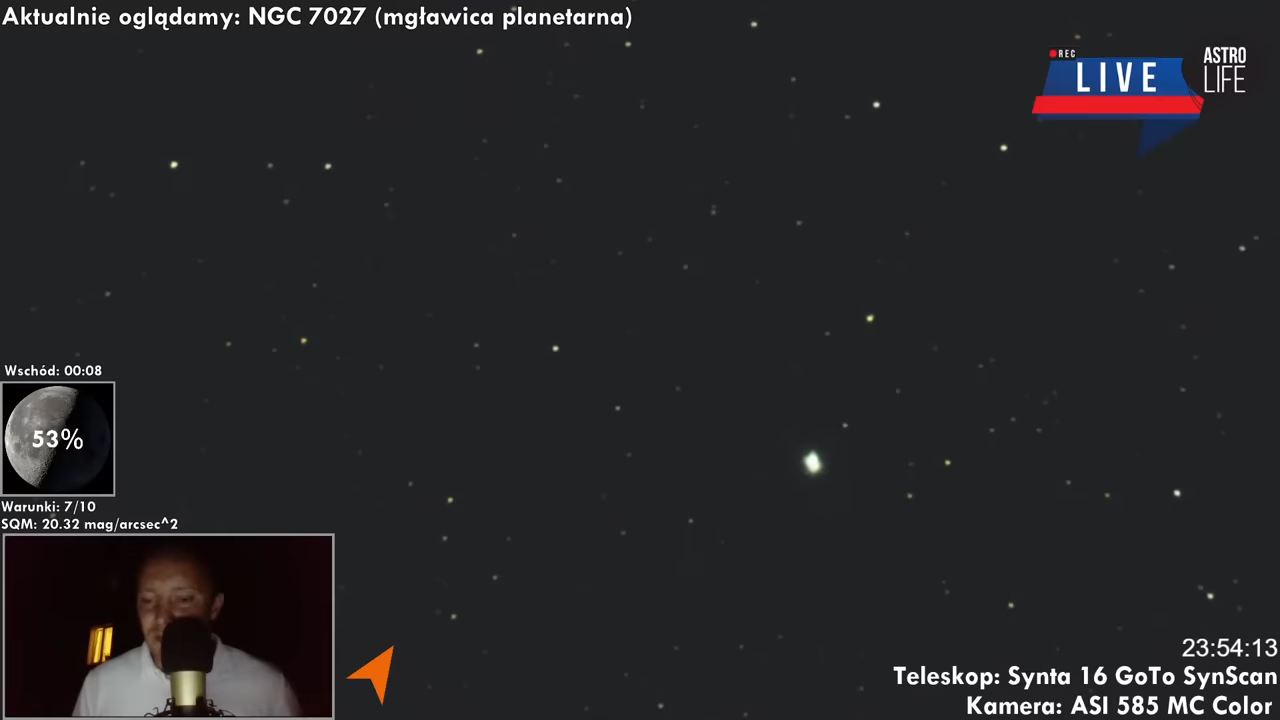 Aktualnie oglądamy: NGC 7027 (mgławica planetarna)
REC
LIVE
ASTRO
LIFE
Wschód: 00:08
53%
Warunki: 7/10
SQM: 20.32 mag/arcsec^2
23:54:13
Teleskop: Synta 16 GoTo SynScan
Kamera: ASI 585 MC Color